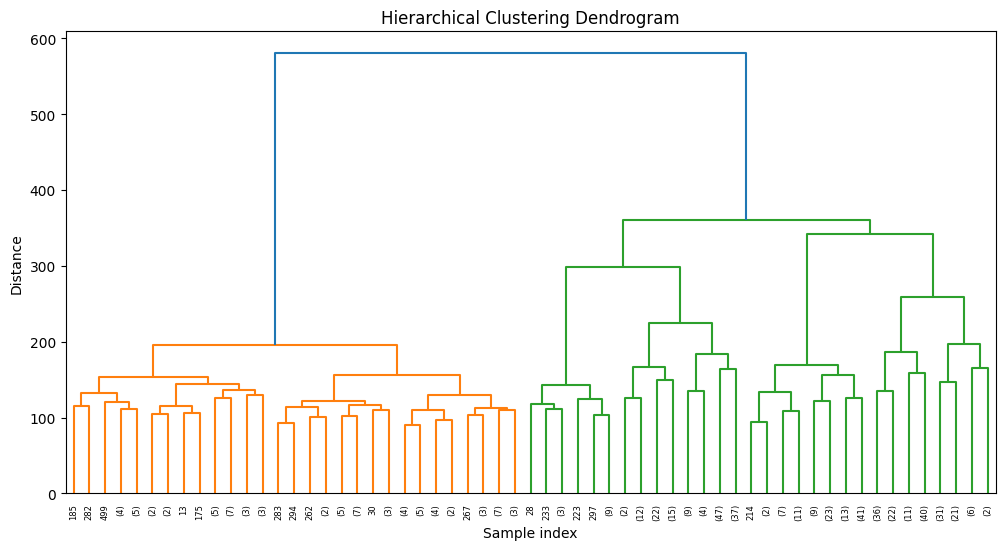 Hierarchical Clustering Dendrogram
600
500
400
300
200
100
0
Distance
185 282 499 (4) (5) (2) (2) 13 175 (5) (7) (3) (3) 283 294 262 (2) (5) (7) 30 (3) (4) (5) (4) (2) 267 (3) (7) (3) 28 233 (3) 223 297 (9) (2) (12) (22) (15) (9) (4) (47) (37) 214 (2) (7) (11) (9) (23) (13) (41) (36) (22) (11) (40) (31) (21) (6) (2)
Sample index